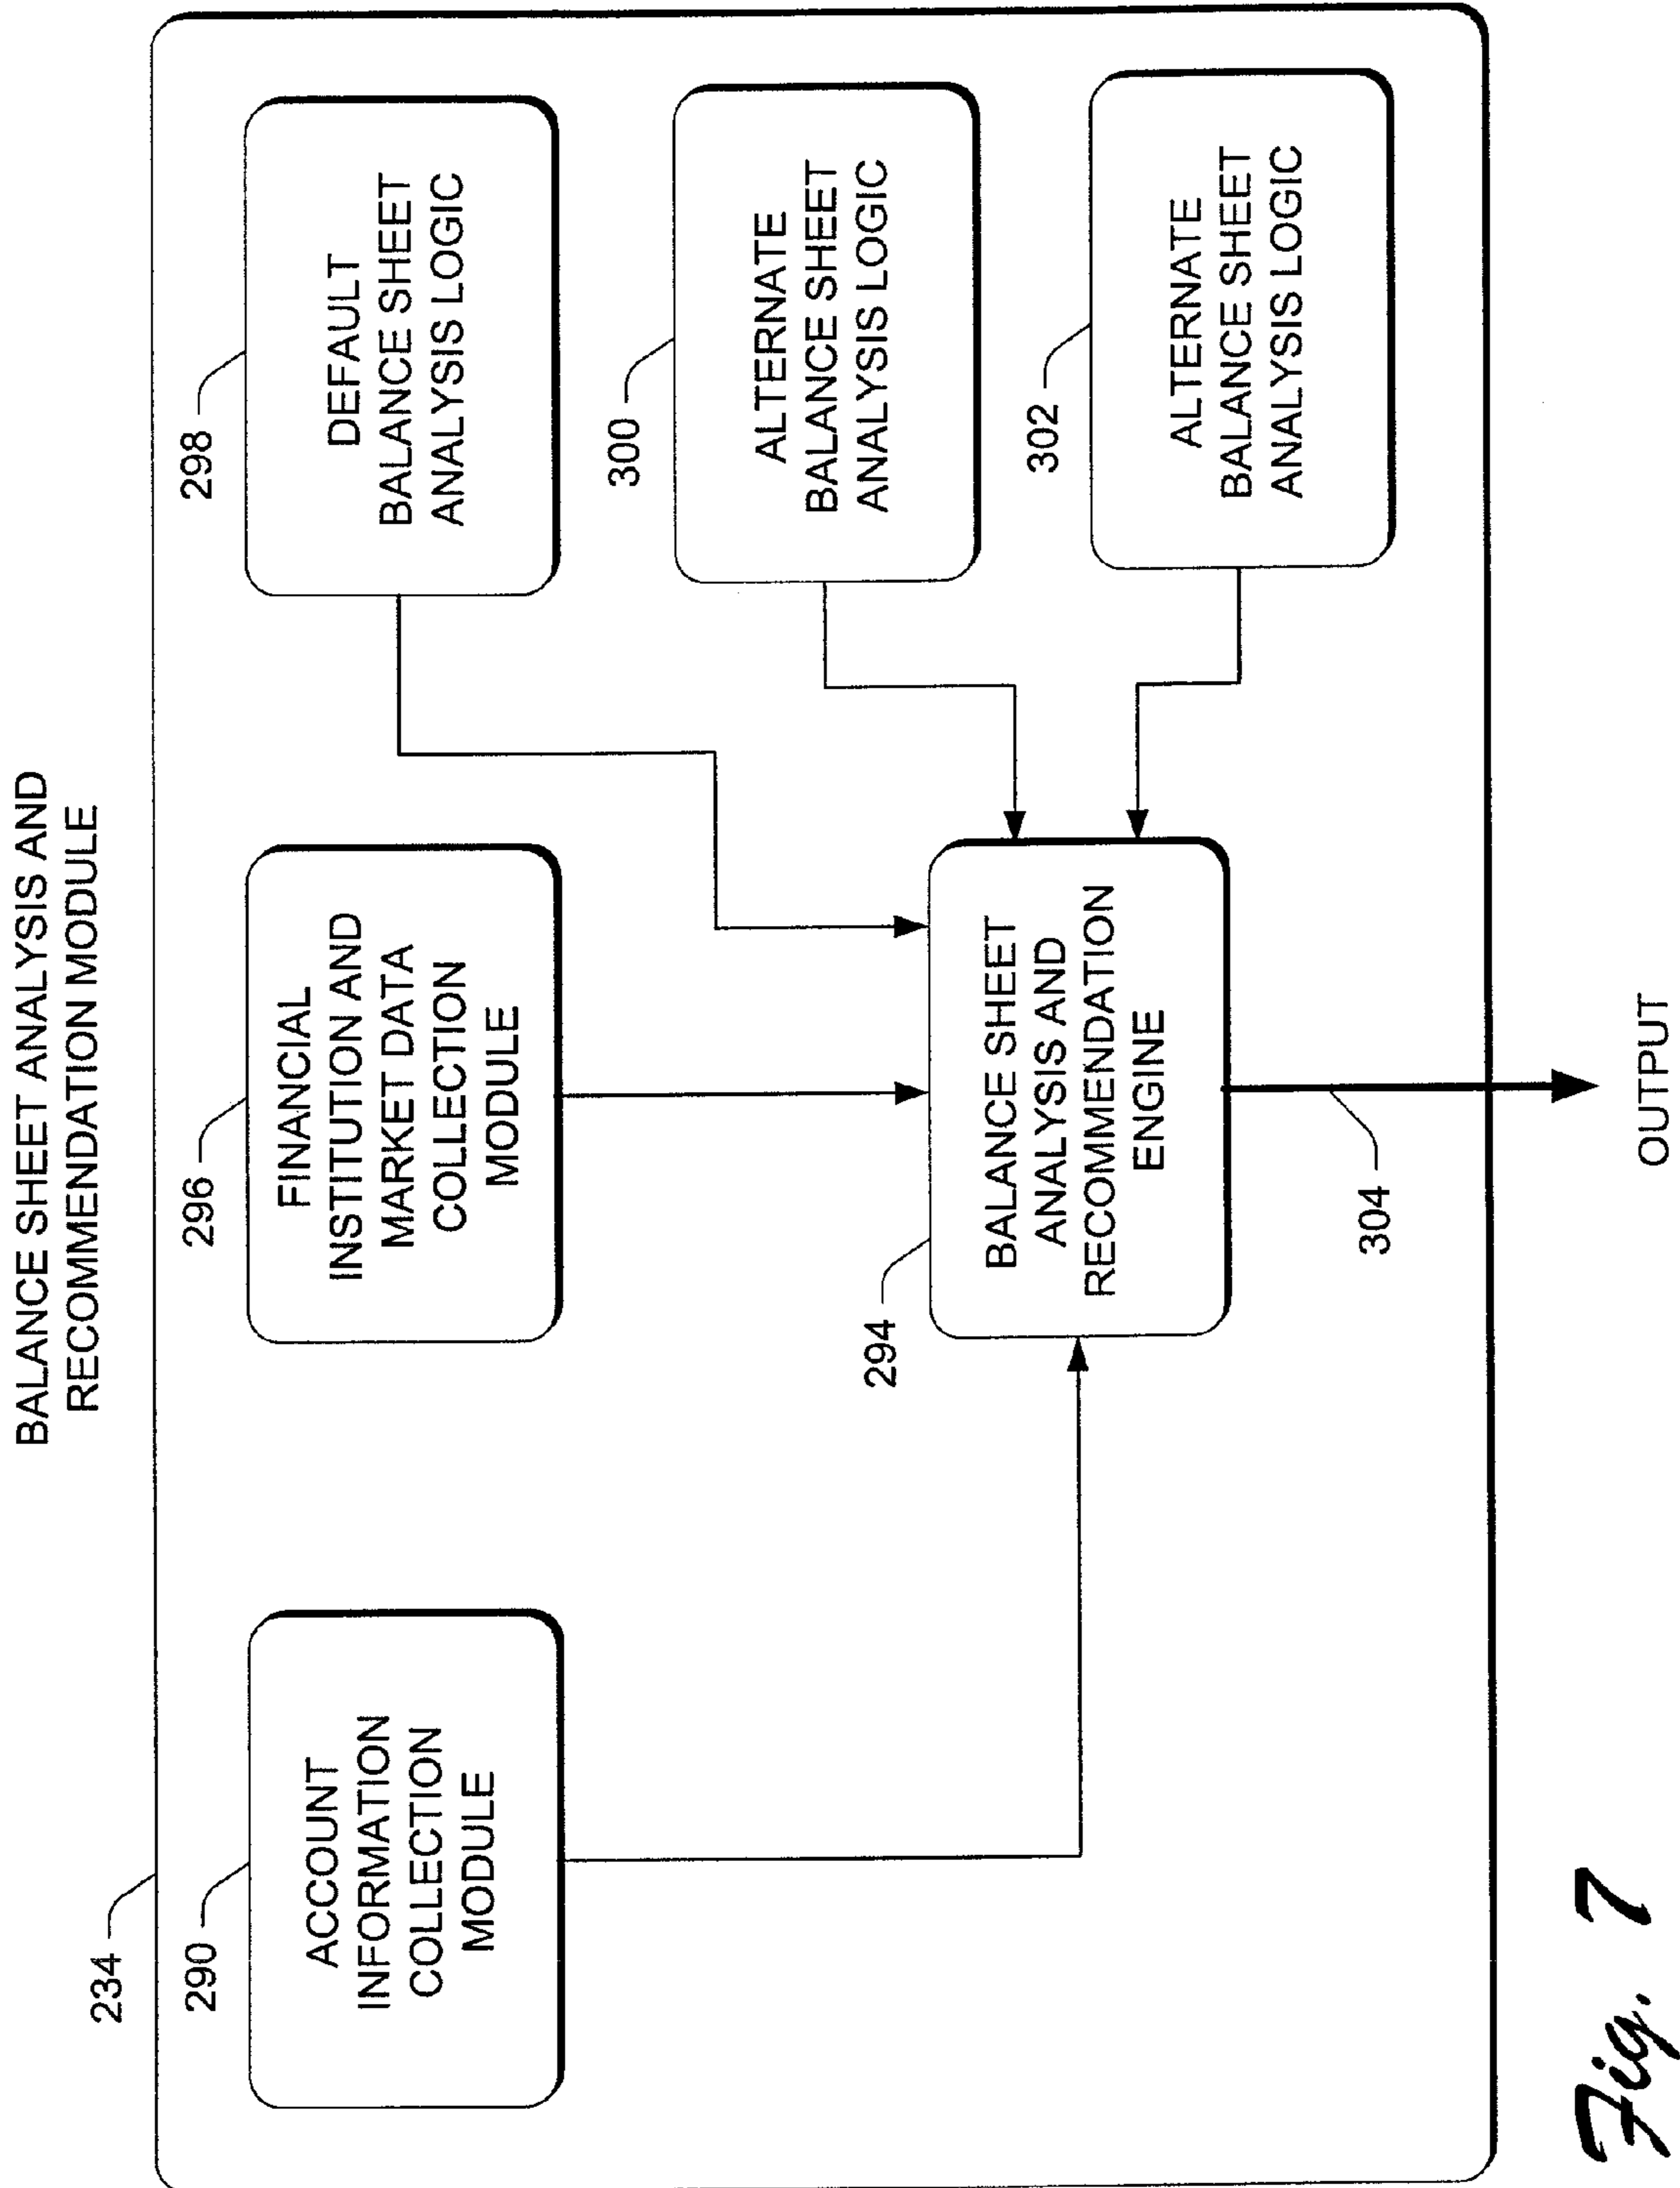 BALANCE SHEET ANALYSIS AND
RECOMMENDATION MODULE
234
290
ACCOUNT
INFORMATION
COLLECTION
MODULE
296
FINANCIAL
INSTITUTION AND
MARKET DATA
COLLECTION
MODULE
298
DEFAULT
BALANCE SHEET
ANALYSIS LOGIC
300
ALTERNATE
BALANCE SHEET
ANALYSIS LOGIC
302
ALTERNATE
BALANCE SHEET
ANALYSIS LOGIC
294
BALANCE SHEET
ANALYSIS AND
RECOMMENDATION
ENGINE
304
OUTPUT
Fig. 7